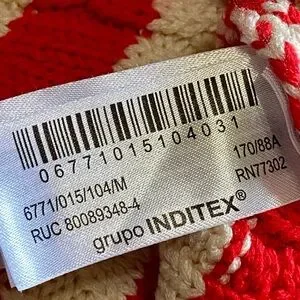 06771015104031
6771/015/104/M 170/88A
RUC 80089348-4 RN77302
grupo INDITEX®